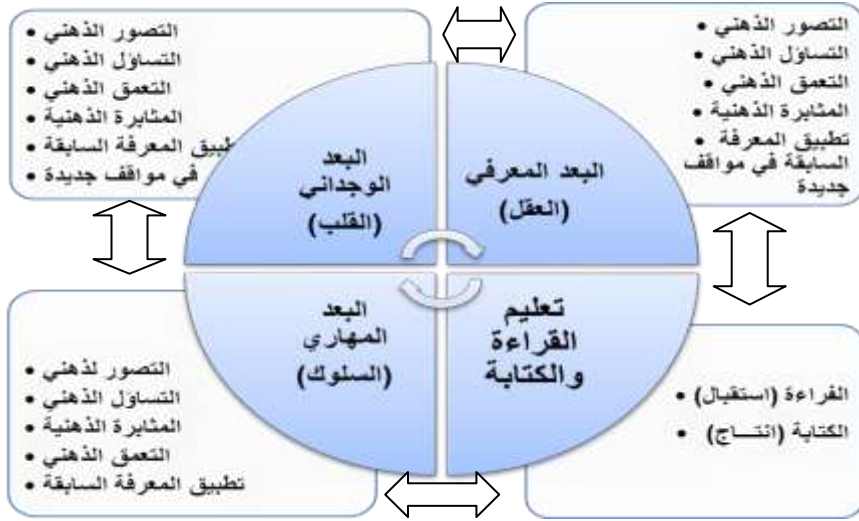 التصور الذهني •
التساؤل الذهني •
التعمق الذهني •
المثابرة الذهنية •
تطبيق المعرفة •
السابقة في مواقف
جديدة
البعد المعرفي
(العقل)
التصور الذهني •
التساؤل الذهني •
التعمق الذهني •
المثابرة الذهنية •
تطبيق المعرفة السابقة •
في مواقف جديدة •
البعد
الوجداني
(القلب)
تعليم
القراءة
والكتابة
القراءة (استقبال) •
الكتابة (انتـــاج) •
البعد
المهاري
(السلوك)
التصور لذهني •
التساؤل الذهني •
المثابرة الذهنية •
التعمق الذهني •
تطبيق المعرفة السابقة •